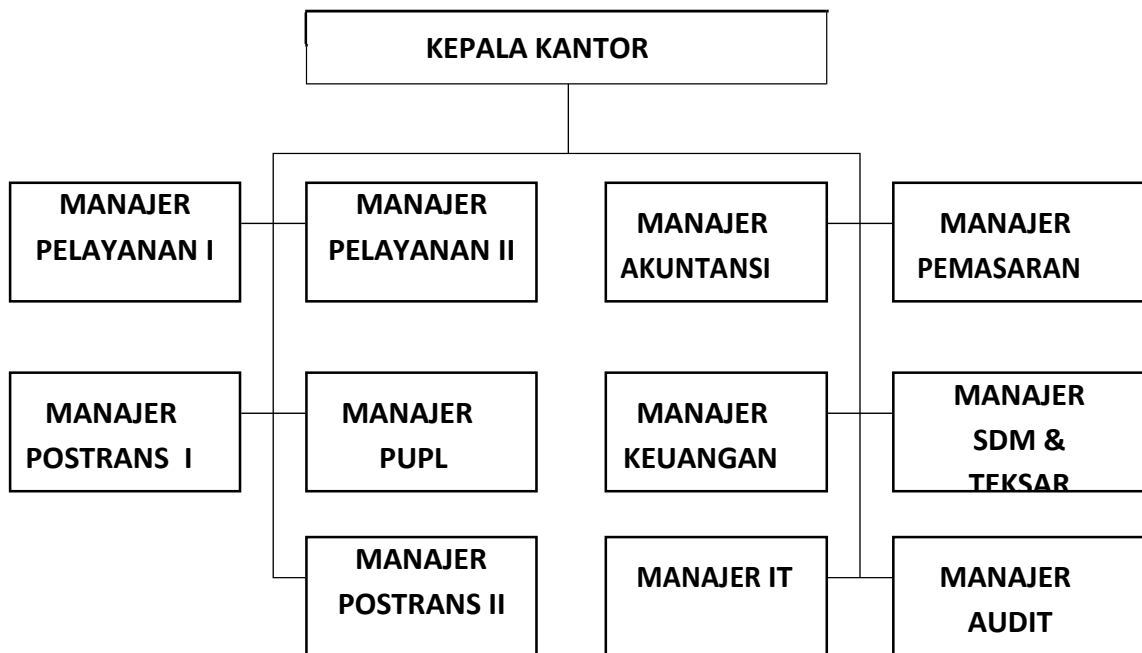 KEPALA KANTOR
MANAJER
PELAYANAN I
MANAJER
PELAYANAN II
MANAJER
AKUNTANSI
MANAJER
PEMASARAN
MANAJER
POSTRANS I
MANAJER
PUPL
MANAJER
KEUANGAN
MANAJER
SDM &
TEKSAR
MANAJER
POSTRANS II
MANAJER IT
MANAJER
AUDIT